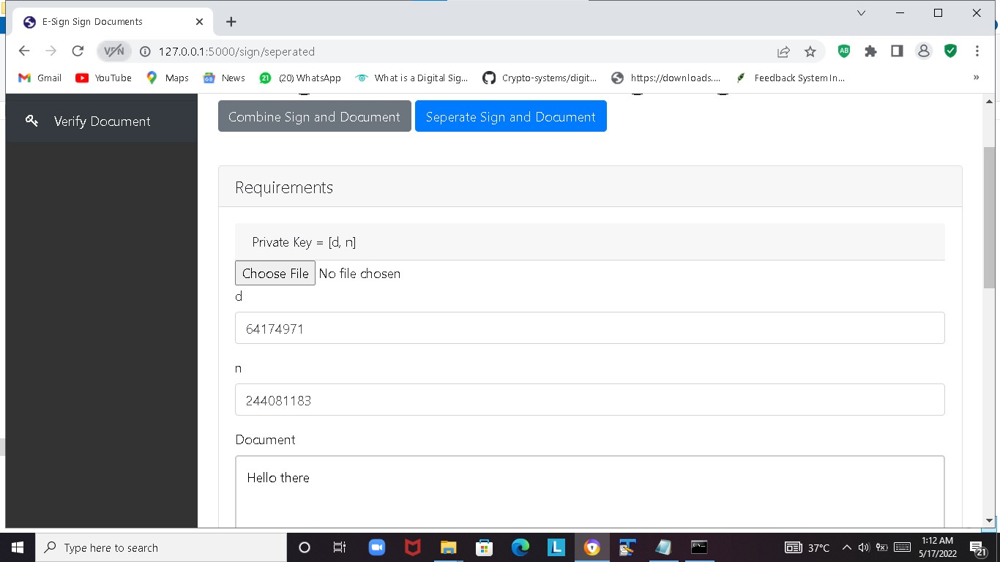 E-Sign Sign Documents
VPN
127.0.0.1:5000/sign/seperated
AB
Gmail
YouTube
Maps
News
21
(20) WhatsApp
What is a Digital Sig...
Crypto-systems/digit...
https://downloads....
Feedback System In...
»
Verify Document
Combine Sign and Document
Seperate Sign and Document
Requirements
Private Key = [d, n]
Choose File No file chosen
d
64174971
n
244081183
Document
Hello there
Type here to search
L
37°C
1:12 AM
5/17/2022
21